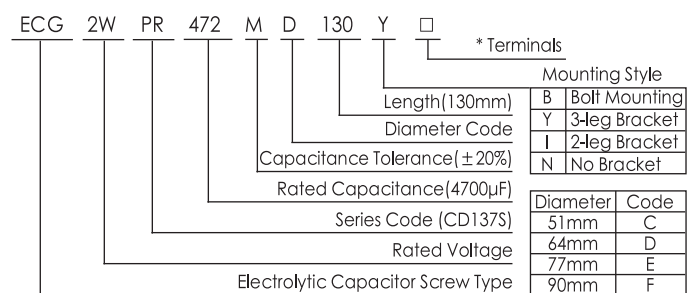 ECG 2W PR 472 M D 130 Y □
* Terminals
Mounting Style
B Bolt Mounting
Y 3-leg Bracket
I 2-leg Bracket
N No Bracket
Length(130mm)
Diameter Code
Capacitance Tolerance(±20%)
Rated Capacitance(4700μF)
Series Code (CD137S)
Rated Voltage
Electrolytic Capacitor Screw Type
Diameter Code
51mm C
64mm D
77mm E
90mm F